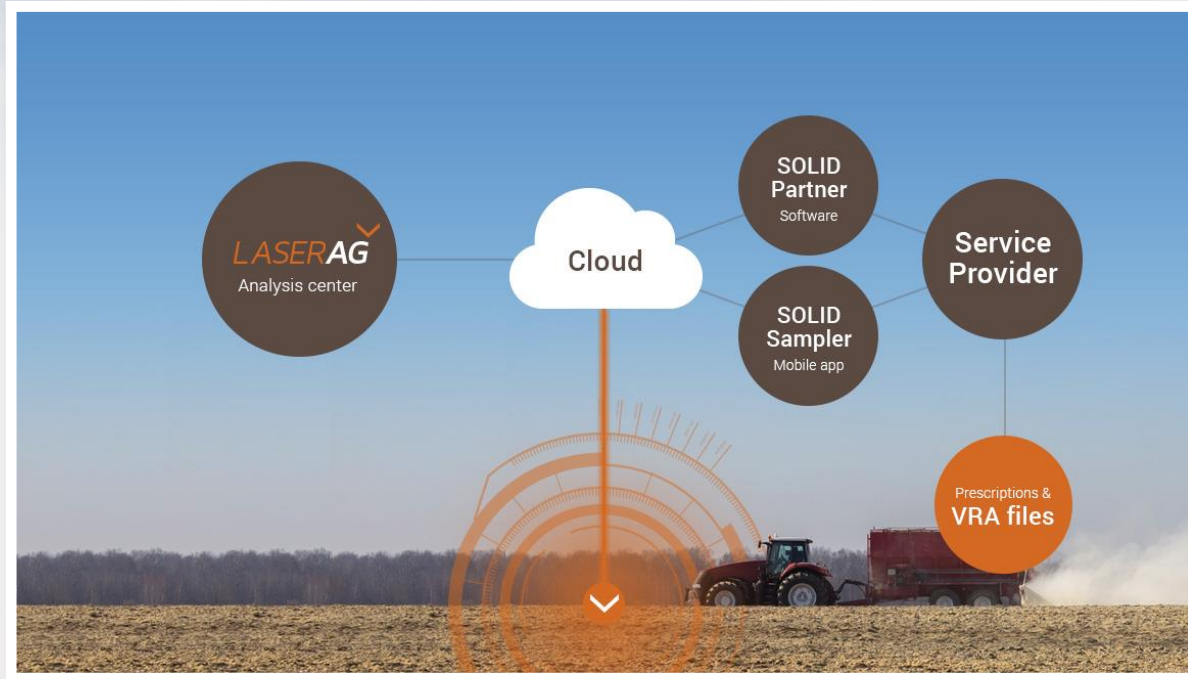 LASERAG
Analysis center
Cloud
SOLID
Partner
Software
SOLID
Sampler
Mobile app
Service
Provider
Prescriptions &
VRA files